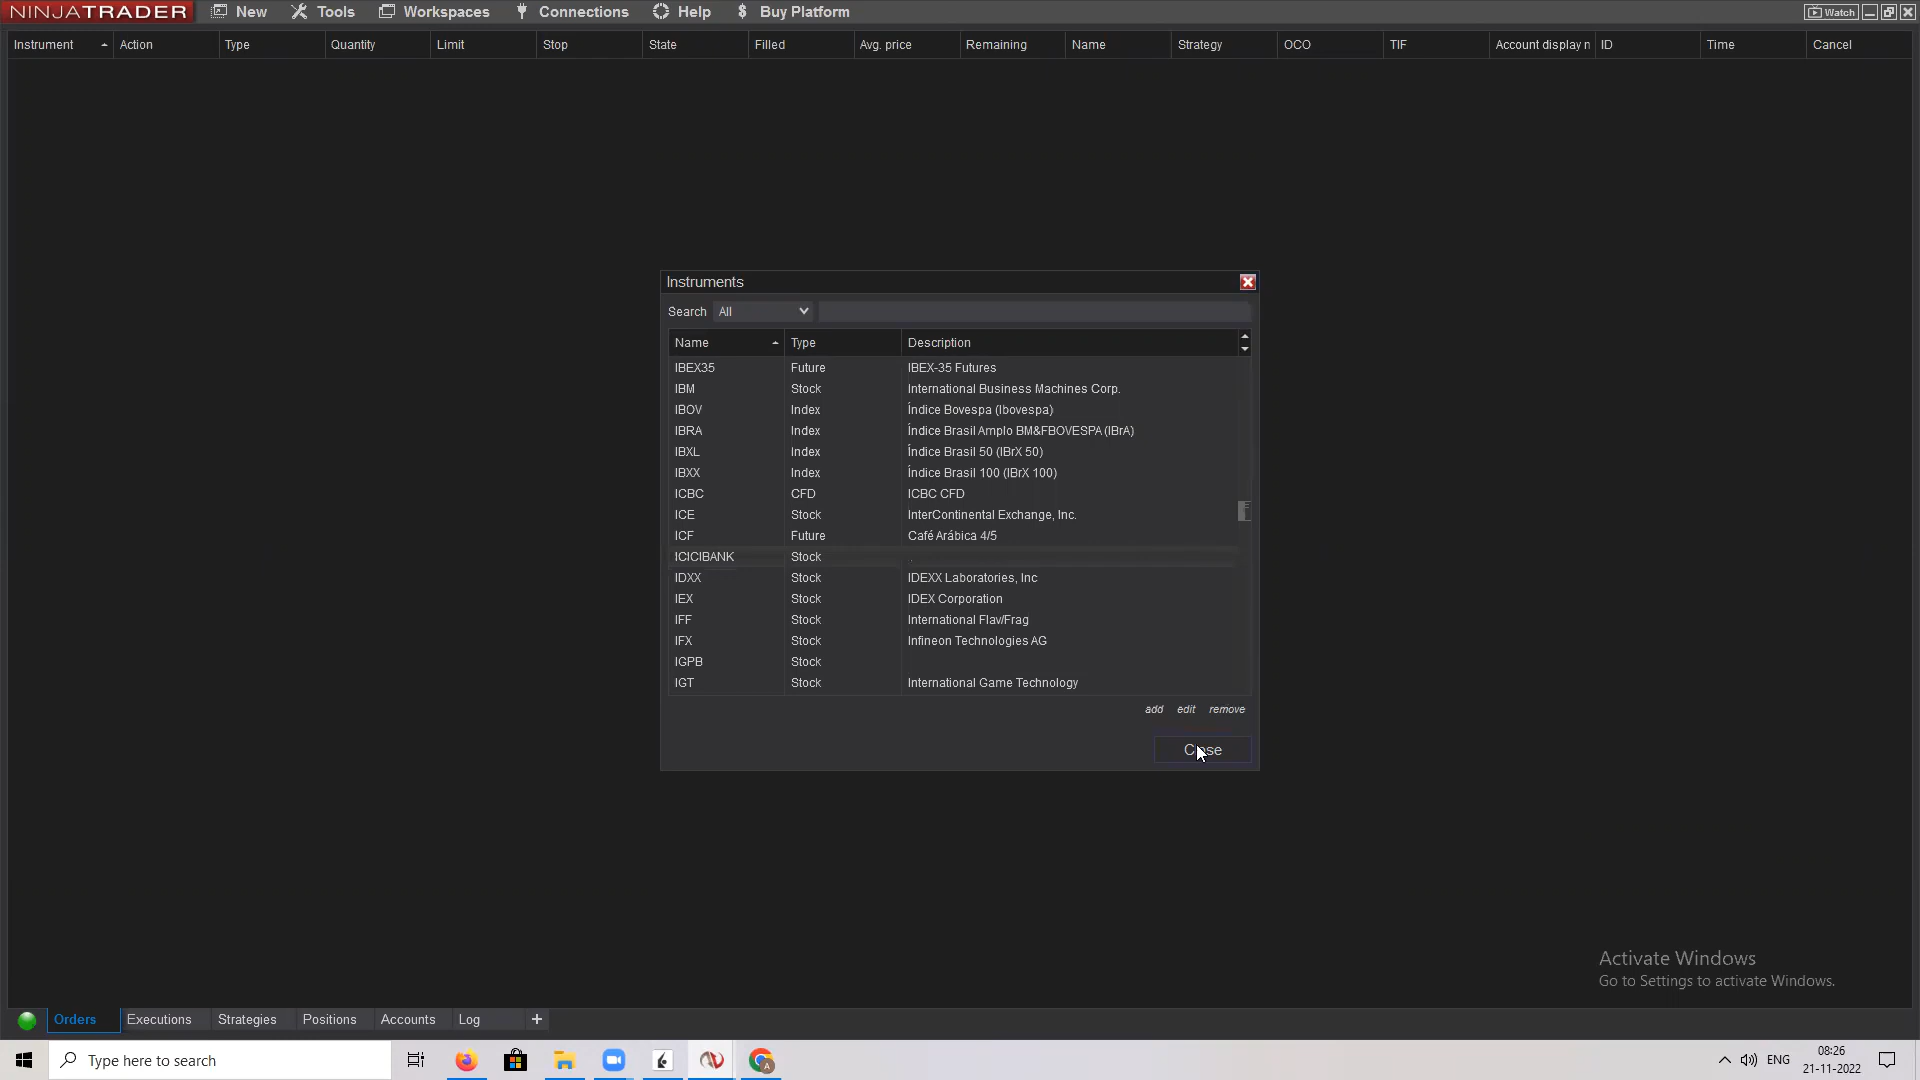 NINJATRADER New Tools Workspaces Connections Help Buy Platform Watch
Instrument Action Type Quantity Limit Stop State Filled Avg. price Remaining Name Strategy OCO TIF Account display n ID Time Cancel
Instruments
Search All
Name Type Description
IBEX35 Future IBEX-35 Futures
IBM Stock International Business Machines Corp.
IBOV Index Índice Bovespa (Ibovespa)
IBRA Index Índice Brasil Amplo BM&FBOVESPA (IBrA)
IBXL Index Índice Brasil 50 (IBrX 50)
IBXX Index Índice Brasil 100 (IBrX 100)
ICBC CFD ICBC CFD
ICE Stock InterContinental Exchange, Inc.
ICF Future Café Arábica 4/5
ICICIBANK Stock
IDXX Stock IDEXX Laboratories, Inc
IEX Stock IDEX Corporation
IFF Stock International Flav/Frag
IFX Stock Infineon Technologies AG
IGPB Stock
IGT Stock International Game Technology
add edit remove
Close
Activate Windows
Go to Settings to activate Windows.
Orders Executions Strategies Positions Accounts Log +
Type here to search
A
ENG
08:26
21-11-2022